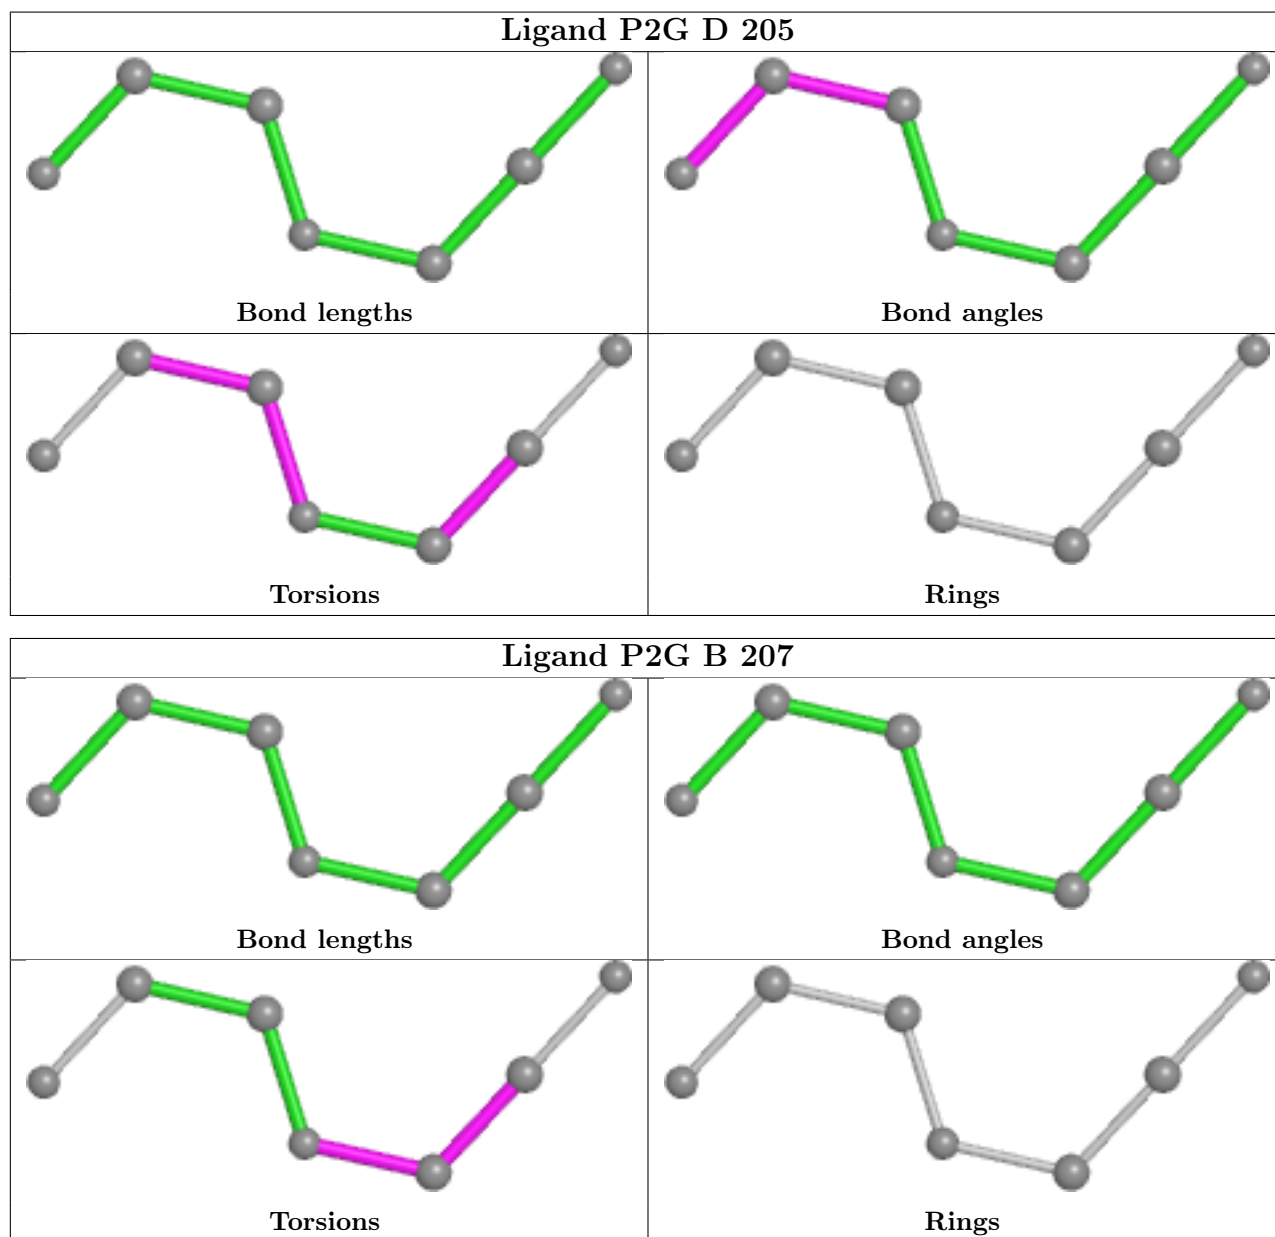 Ligand P2G D 205
Bond lengths
Bond angles
Torsions
Rings
Ligand P2G B 207
Bond lengths
Bond angles
Torsions
Rings